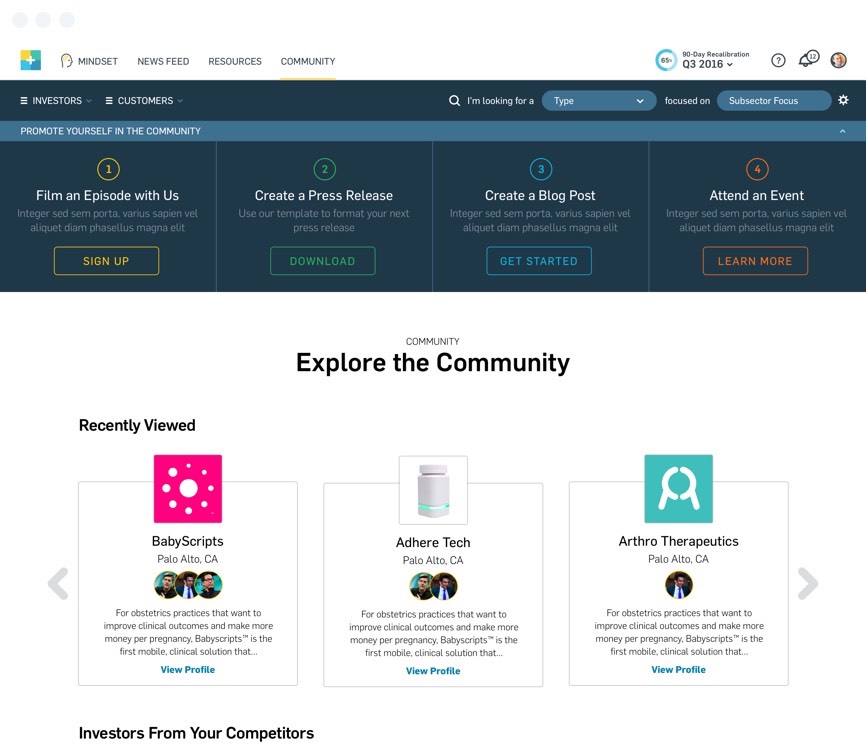 MINDSET NEWS FEED RESOURCES COMMUNITY
65%
90-Day Recalibration
Q3 2016
?
12
INVESTORS CUSTOMERS I'm looking for a Type focused on Subsector Focus
PROMOTE YOURSELF IN THE COMMUNITY
1
Film an Episode with Us
Integer sed sem porta, varius sapien vel
aliquet diam phasellus magna elit
SIGN UP
2
Create a Press Release
Use our template to format your next
press release
DOWNLOAD
3
Create a Blog Post
Integer sed sem porta, varius sapien vel
aliquet diam phasellus magna elit
GET STARTED
4
Attend an Event
Integer sed sem porta, varius sapien vel
aliquet diam phasellus magna elit
LEARN MORE
COMMUNITY
Explore the Community
Recently Viewed
BabyScripts
Palo Alto, CA
For obstetrics practices that want to
improve clinical outcomes and make more
money per pregnancy, Babyscripts™ is the
first mobile, clinical solution that...
View Profile
Adhere Tech
Palo Alto, CA
For obstetrics practices that want to
improve clinical outcomes and make more
money per pregnancy, Babyscripts™ is the
first mobile, clinical solution that...
View Profile
Arthro Therapeutics
Palo Alto, CA
For obstetrics practices that want to
improve clinical outcomes and make more
money per pregnancy, Babyscripts™ is the
first mobile, clinical solution that...
View Profile
Investors From Your Competitors